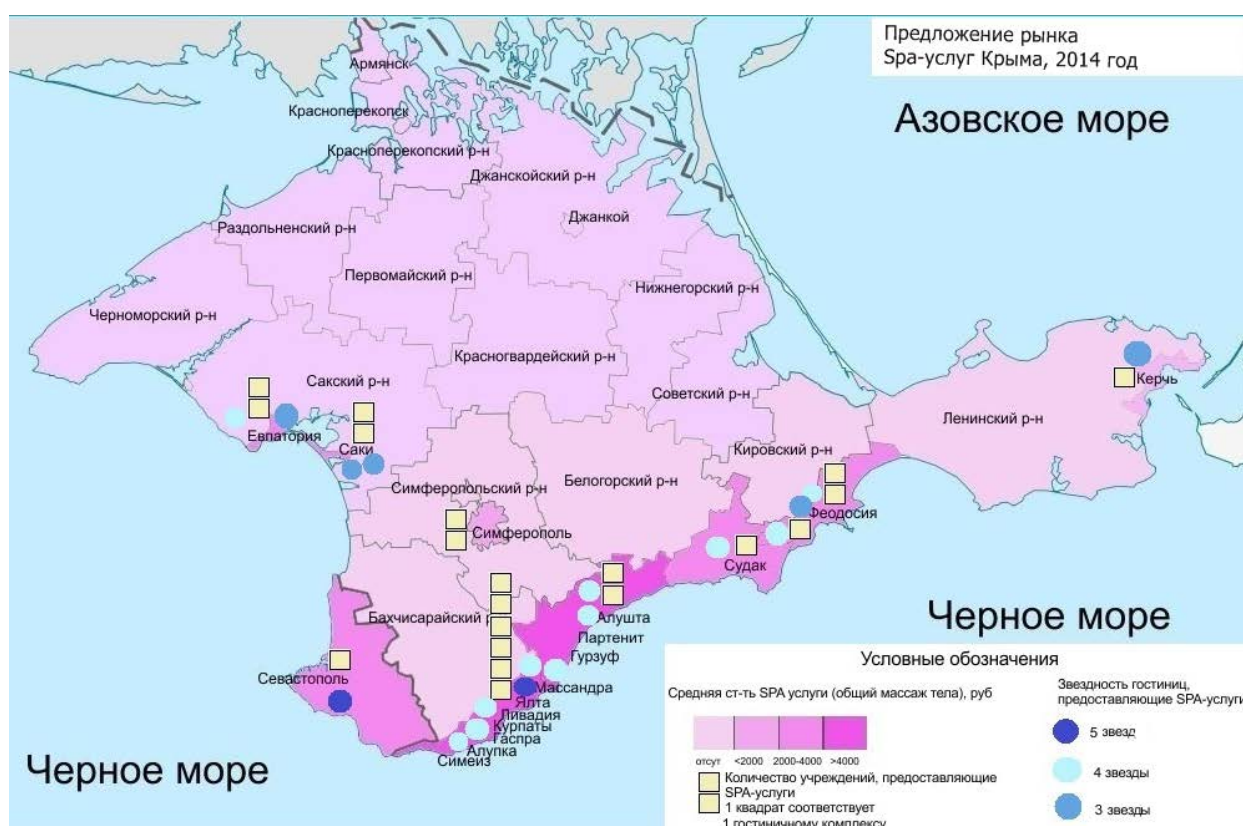 Предложение рынка
Spa-услуг Крыма, 2014 год
Азовское море
Армянск
Красноперекопск
Красноперекопский р-н
Джанскойский р-н
Джанкой
Раздольненский р-н
Первомайский р-н
Нижнегорский р-н
Черноморский р-н
Красногвардейский р-н
Сакский р-н
Советский р-н
Керчь
Ленинский р-н
Евпатория
Саки
Кировский р-н
Симферопольский р-н
Белогорский р-н
Феодосия
Симферополь
Судак
Бахчисарайский р
Алушта
Черное море
Партенит
Гурзуф
Севастополь
Массандра
Ялта
Ливадия
Курпаты
Гаспра
Алупка
Симеиз
Черное море
Условные обозначения
Средняя ст-ть SPA услуги (общий массаж тела), руб
отсут <2000 2000-4000 >4000
Количество учреждений, предоставляющие
SPA-услуги
1 квадрат соответствует
1 гостиничному комплексу
Звездность гостиниц,
предоставляющие SPA-услуги
5 звезд
4 звезды
3 звезды